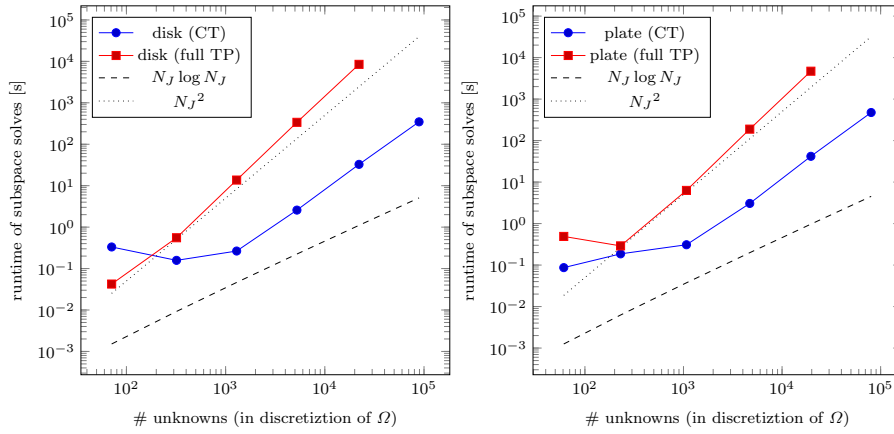 10^5
10^4
10^3
10^2
10^1
10^0
10^−1
10^−2
10^−3
runtime of subspace solves [s]
disk (CT)
disk (full TP)
N_J log N_J
N_J^2
10^2
10^3
10^4
10^5
# unknowns (in discretiztion of Ω)
10^5
10^4
10^3
10^2
10^1
10^0
10^−1
10^−2
10^−3
runtime of subspace solves [s]
plate (CT)
plate (full TP)
N_J log N_J
N_J^2
10^2
10^3
10^4
10^5
# unknowns (in discretiztion of Ω)